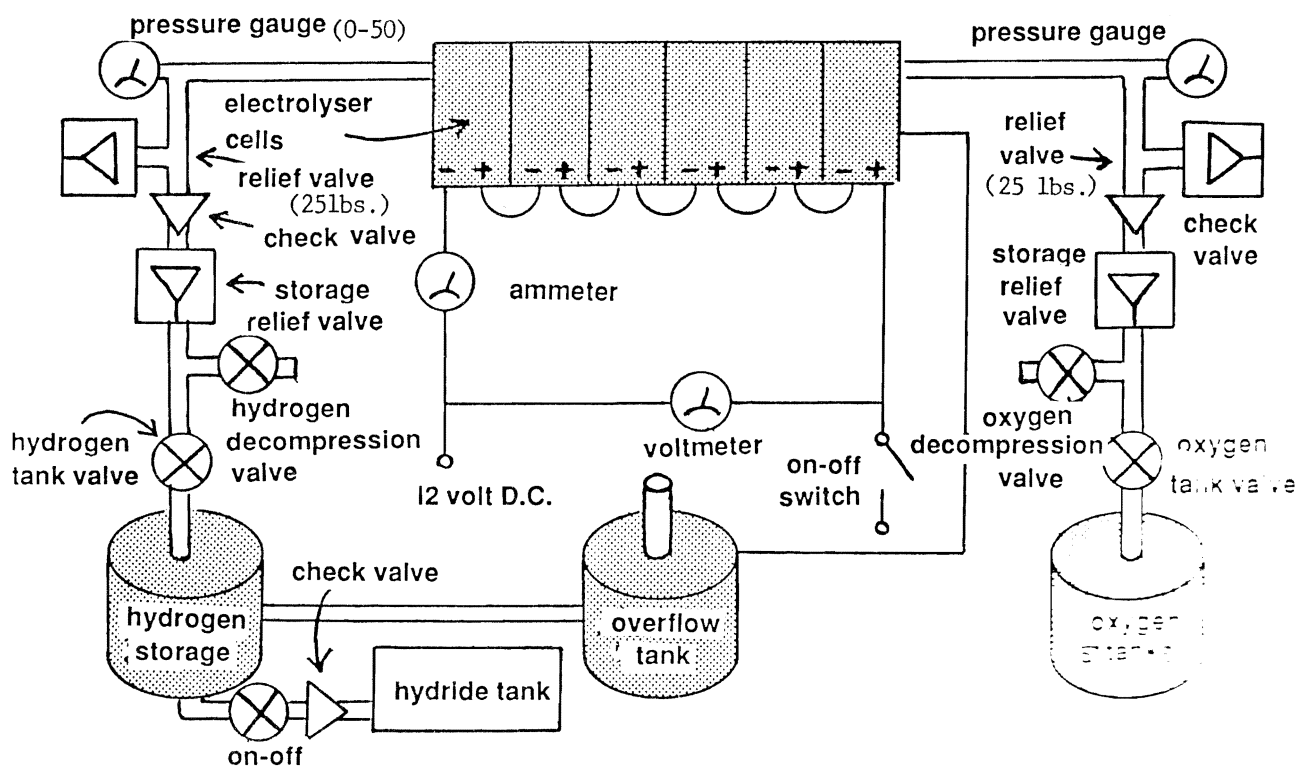 pressure gauge (0-50)
pressure gauge
electrolyser
cells
relief valve
(25lbs.)
check valve
storage
relief valve
hydrogen
decompression
valve
hydrogen
tank valve
- + - + - + - + - + - +
ammeter
voltmeter
12 volt D.C.
on-off
switch
relief
valve
(25 lbs.)
check
valve
storage
relief
valve
oxygen
decompression
valve
oxygen
tank valve
hydrogen
storage
check valve
overflow
tank
hydride tank
on-off
oxygen